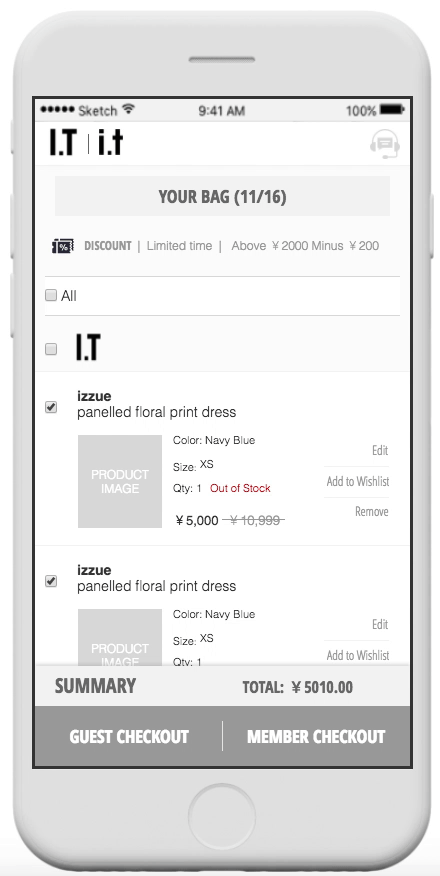 Sketch 9:41 AM 100%
I.T | i.t
YOUR BAG (11/16)
% DISCOUNT | Limited time | Above ¥ 2000 Minus ¥ 200
All
I.T
izzue
panelled floral print dress
PRODUCT IMAGE
Color: Navy Blue
Size: XS
Qty: 1 Out of Stock
¥ 5,000 ¥ 10,999
Edit
Add to Wishlist
Remove
izzue
panelled floral print dress
PRODUCT IMAGE
Color: Navy Blue
Size: XS
Qty: 1
Edit
Add to Wishlist
SUMMARY TOTAL: ¥ 5010.00
GUEST CHECKOUT | MEMBER CHECKOUT